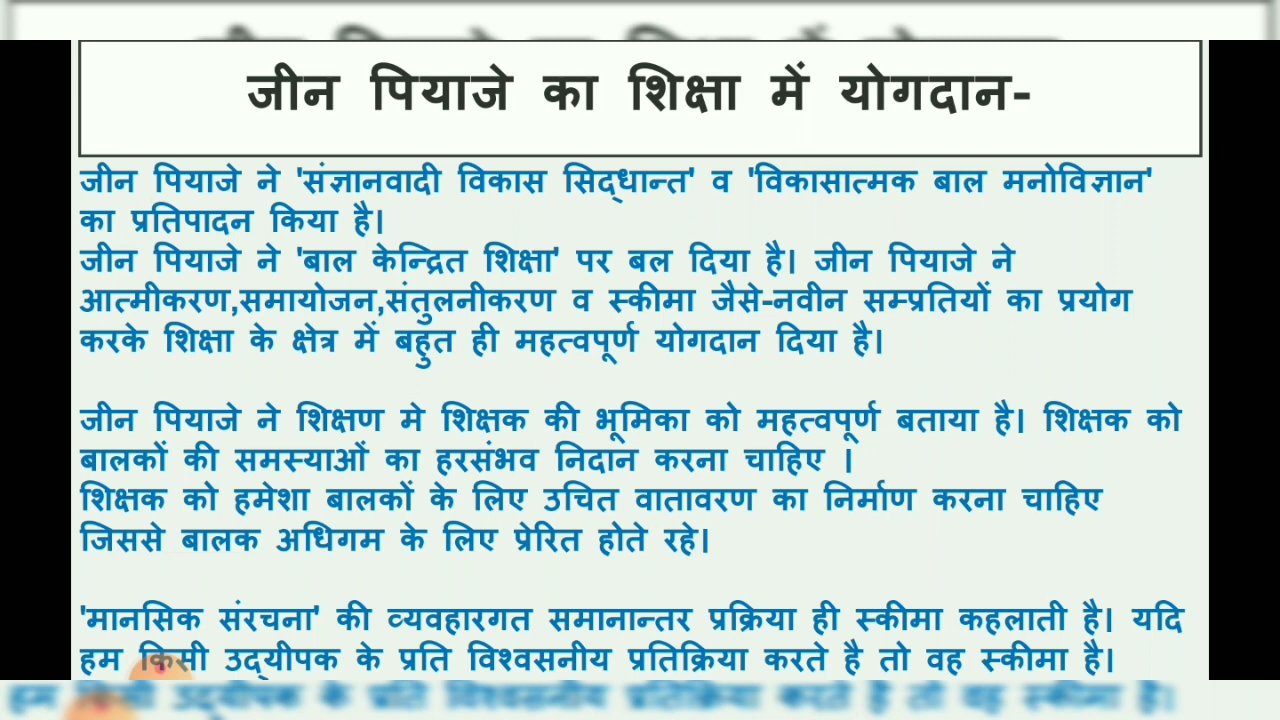 जीन पियाजे का शिक्षा में योगदान-
जीन पियाजे ने 'संज्ञानवादी विकास सिद्धान्त' व 'विकासात्मक बाल मनोविज्ञान'
का प्रतिपादन किया है।
जीन पियाजे ने 'बाल केन्द्रित शिक्षा' पर बल दिया है। जीन पियाजे ने
आत्मीकरण,समायोजन,संतुलनीकरण व स्कीमा जैसे-नवीन सम्प्रतियों का प्रयोग
करके शिक्षा के क्षेत्र में बहुत ही महत्वपूर्ण योगदान दिया है।
जीन पियाजे ने शिक्षण मे शिक्षक की भूमिका को महत्वपूर्ण बताया है। शिक्षक को
बालकों की समस्याओं का हरसंभव निदान करना चाहिए ।
शिक्षक को हमेशा बालकों के लिए उचित वातावरण का निर्माण करना चाहिए
जिससे बालक अधिगम के लिए प्रेरित होते रहे।
'मानसिक संरचना' की व्यवहारगत समानान्तर प्रक्रिया ही स्कीमा कहलाती है। यदि
हम किसी उद्यीपक के प्रति विश्वसनीय प्रतिक्रिया करते है तो वह स्कीमा है।